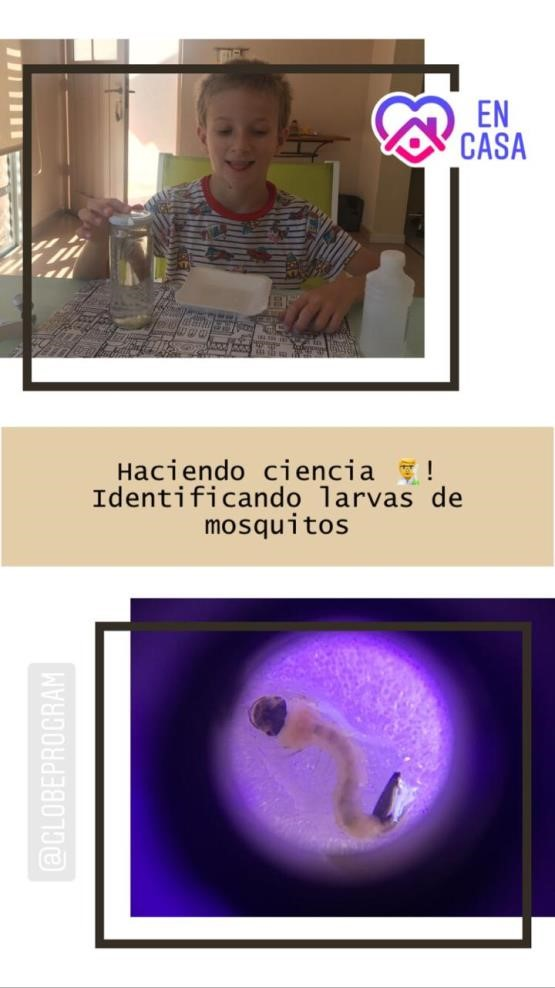 EN
CASA
Haciendo ciencia 👨‍🔬!
Identificando larvas de
mosquitos
@GLOBEPROGRAM